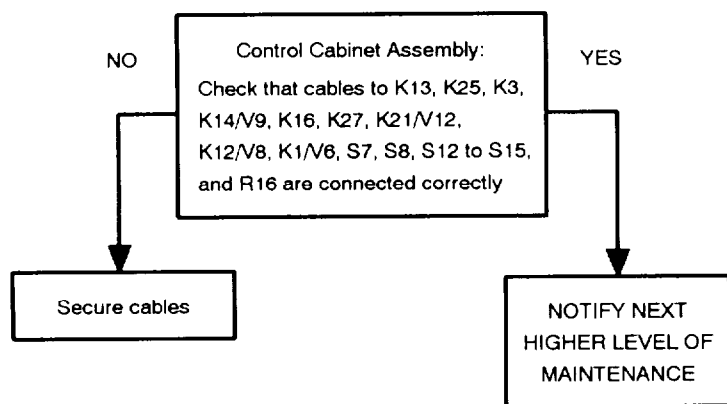 Control Cabinet Assembly:
NO
YES
Check that cables to K13, K25, K3,
K14/V9, K16, K27, K21/V12,
K12/V8, K1/V6, S7, S8, S12 to S15,
and R16 are connected correctly
Secure cables
NOTIFY NEXT
HIGHER LEVEL OF
MAINTENANCE